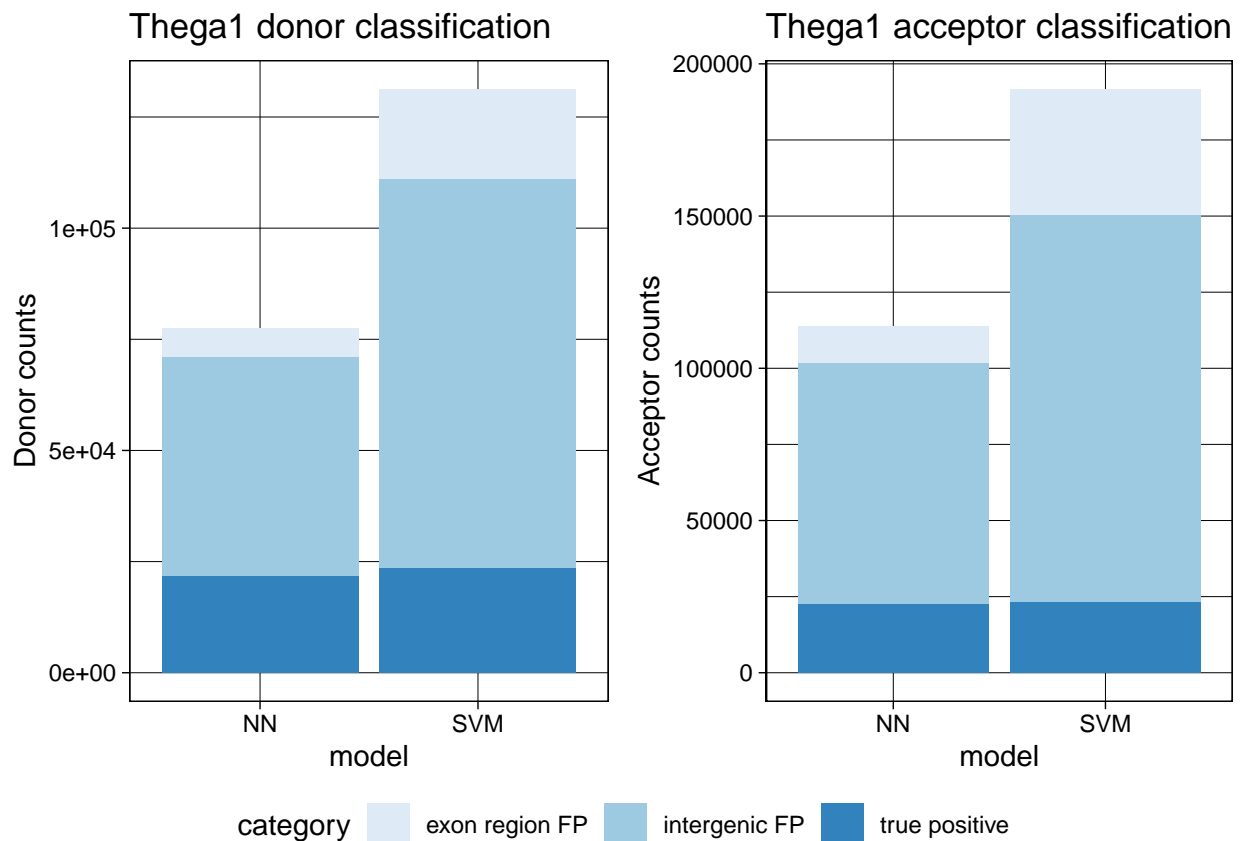 Thega1 donor classification
Donor counts
1e+05
5e+04
0e+00
NN SVM
model
Thega1 acceptor classification
Acceptor counts
200000
150000
100000
50000
0
NN SVM
model
category exon region FP intergenic FP true positive